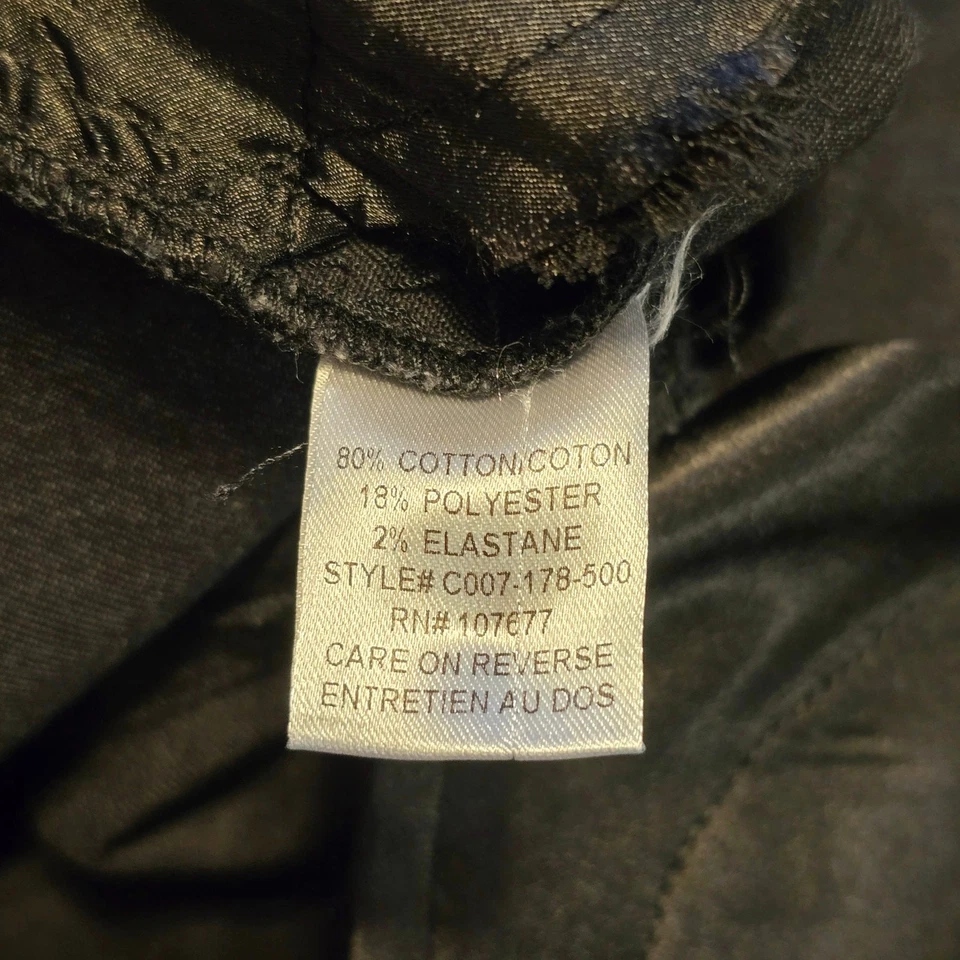 80% COTTON/COTON
18% POLYESTER
2% ELASTANE
STYLE# C007-178-500
RN# 107677
CARE ON REVERSE
ENTRETIEN AU DOS